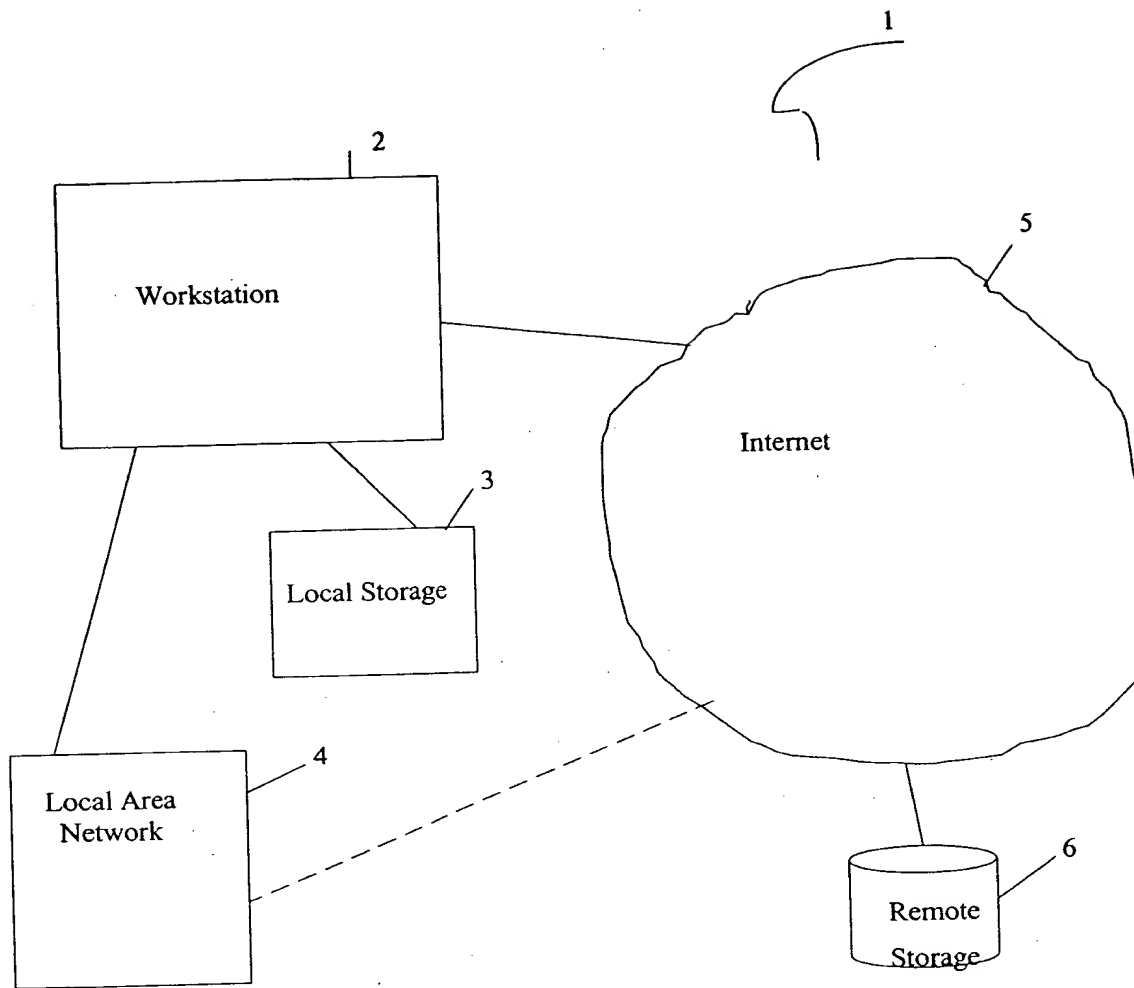 1
2
Workstation
5
Internet
3
Local Storage
4
Local Area
Network
6
Remote
Storage